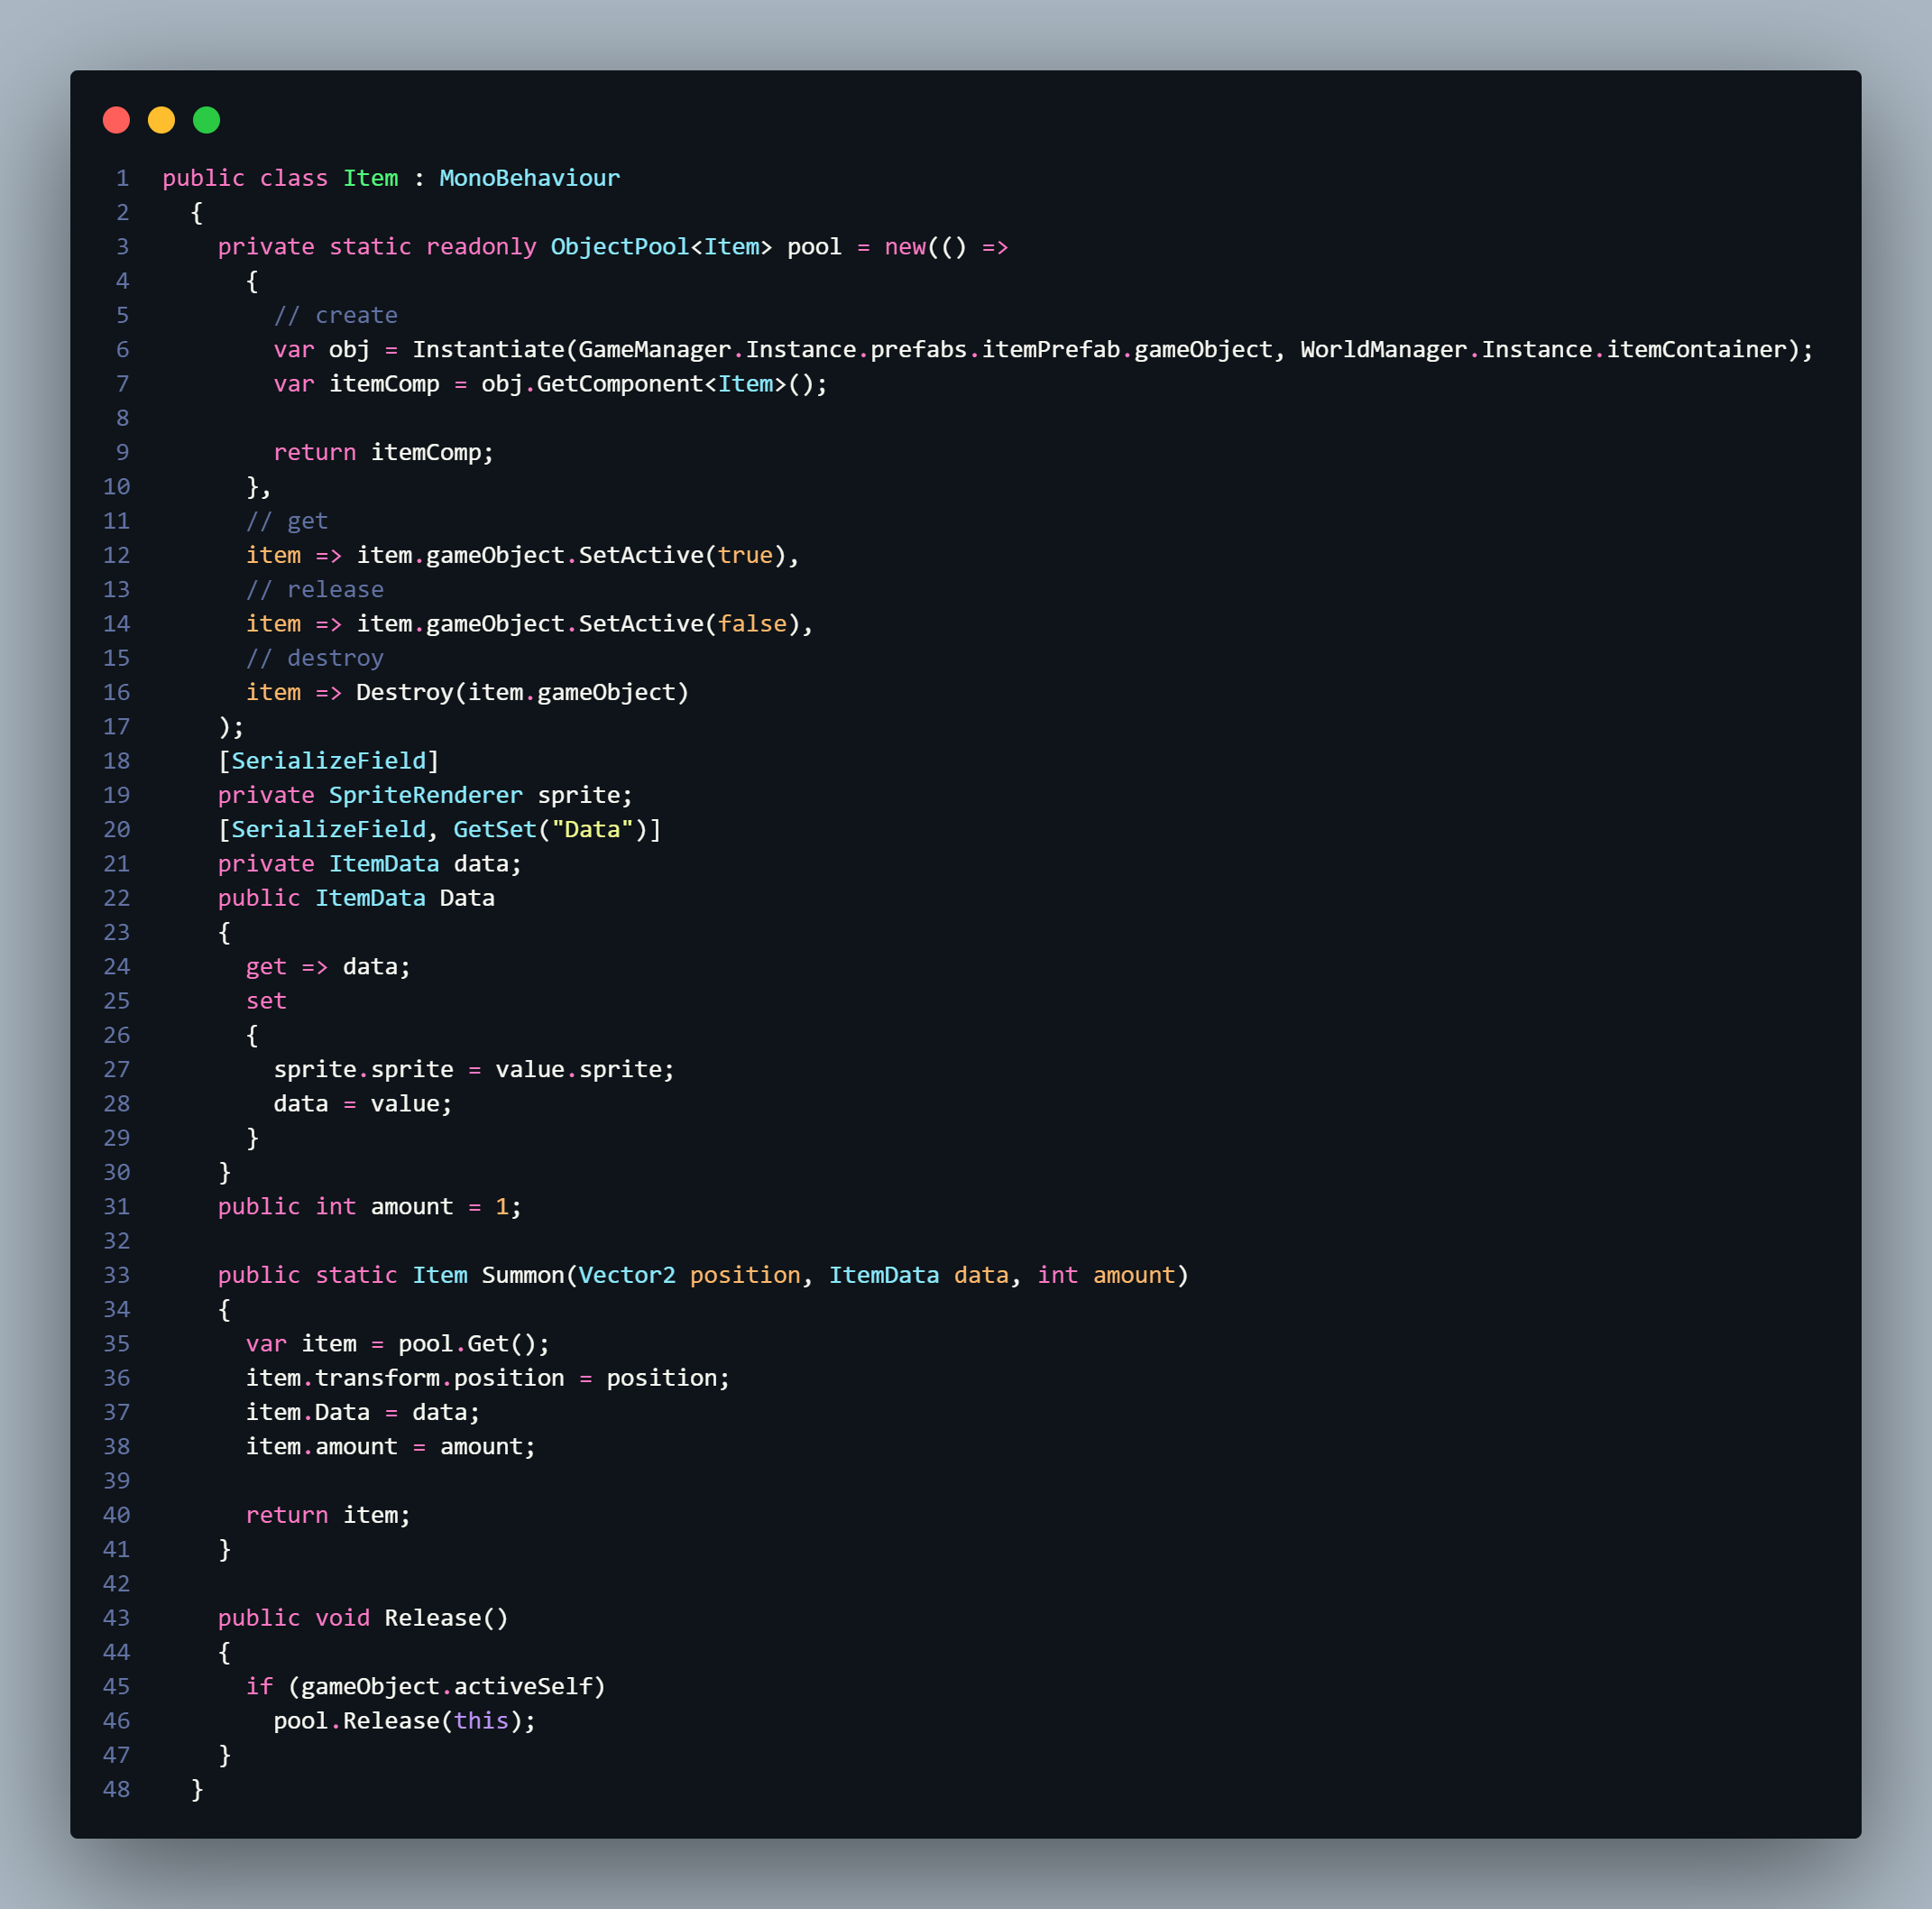 1 public class Item : MonoBehaviour
2   {
3     private static readonly ObjectPool<Item> pool = new(() =>
4       {
5         // create
6         var obj = Instantiate(GameManager.Instance.prefabs.itemPrefab.gameObject, WorldManager.Instance.itemContainer);
7         var itemComp = obj.GetComponent<Item>();
8
9         return itemComp;
10       },
11       // get
12       item => item.gameObject.SetActive(true),
13       // release
14       item => item.gameObject.SetActive(false),
15       // destroy
16       item => Destroy(item.gameObject)
17     );
18     [SerializeField]
19     private SpriteRenderer sprite;
20     [SerializeField, GetSet("Data")]
21     private ItemData data;
22     public ItemData Data
23     {
24       get => data;
25       set
26       {
27         sprite.sprite = value.sprite;
28         data = value;
29       }
30     }
31     public int amount = 1;
32
33     public static Item Summon(Vector2 position, ItemData data, int amount)
34     {
35       var item = pool.Get();
36       item.transform.position = position;
37       item.Data = data;
38       item.amount = amount;
39
40       return item;
41     }
42
43     public void Release()
44     {
45       if (gameObject.activeSelf)
46         pool.Release(this);
47     }
48   }